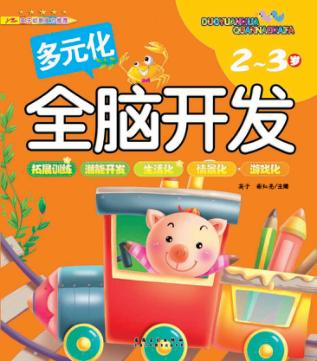 DUOYUANHUA
QUANNAOKAIFA
多元化
2~3岁
全脑开发
拓展训练 潜能开发 生活化 情景化 游戏化